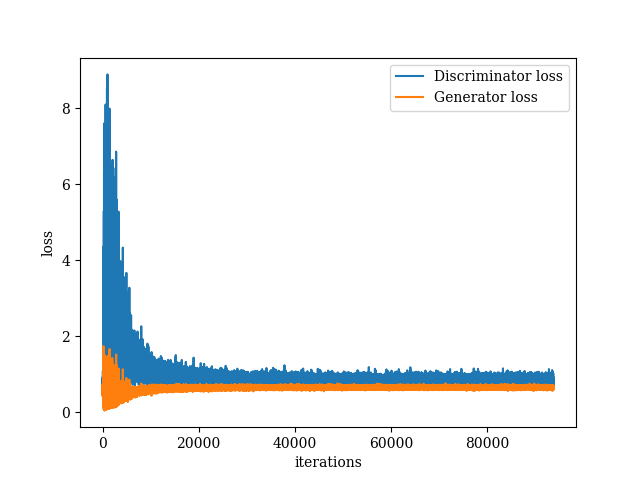 Discriminator loss
Generator loss
8
6
4
2
0
loss
0 20000 40000 60000 80000
iterations